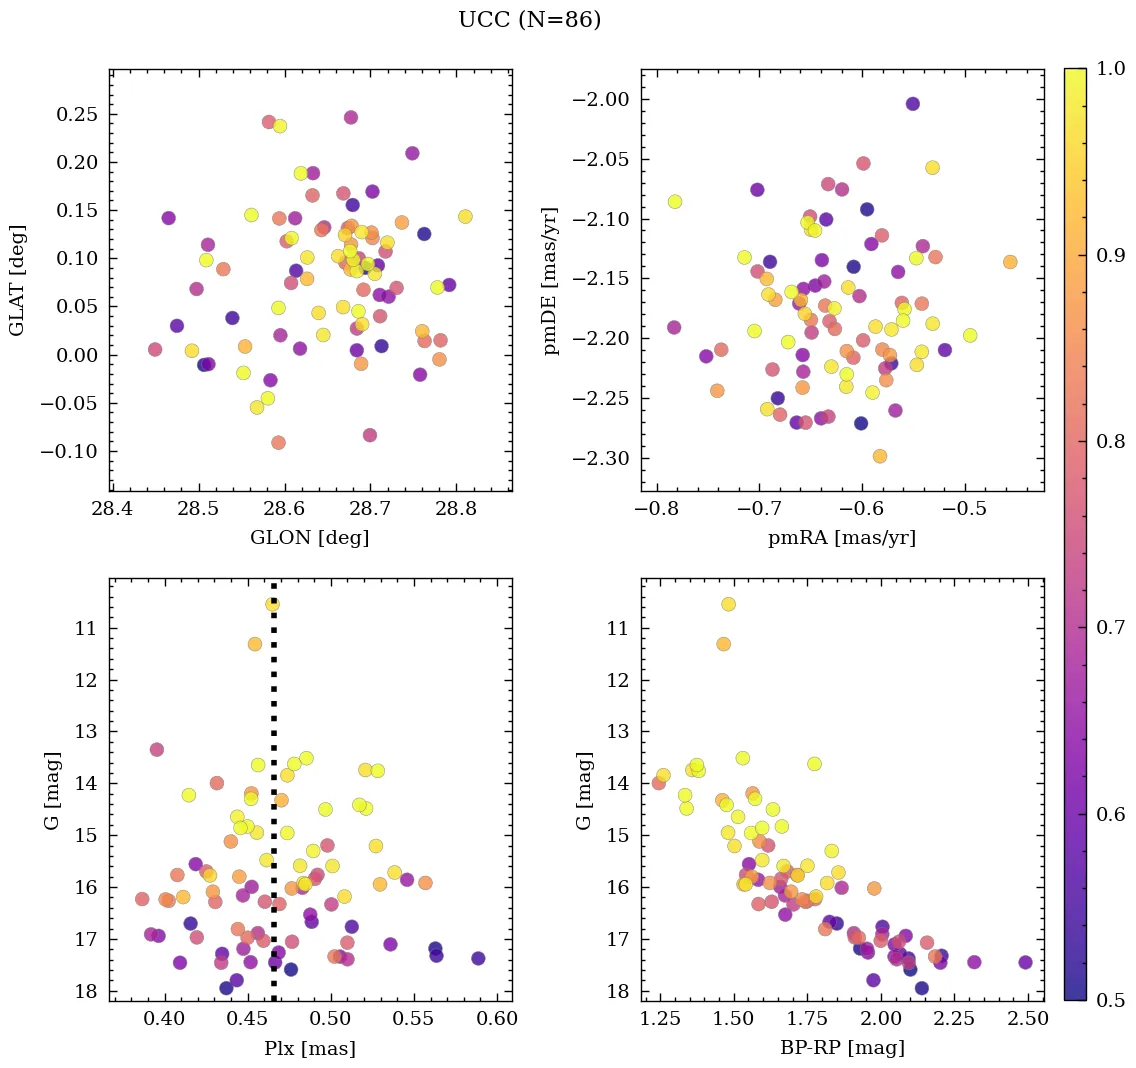 UCC (N=86)
0.25
0.20
0.15
0.10
0.05
0.00
−0.05
−0.10
GLAT [deg]
28.4 28.5 28.6 28.7 28.8
GLON [deg]
−2.00
−2.05
−2.10
−2.15
−2.20
−2.25
−2.30
pmDE [mas/yr]
−0.8 −0.7 −0.6 −0.5
pmRA [mas/yr]
11
12
13
14
15
16
17
18
G [mag]
0.40 0.45 0.50 0.55 0.60
Plx [mas]
11
12
13
14
15
16
17
18
G [mag]
1.25 1.50 1.75 2.00 2.25 2.50
BP-RP [mag]
1.0
0.9
0.8
0.7
0.6
0.5